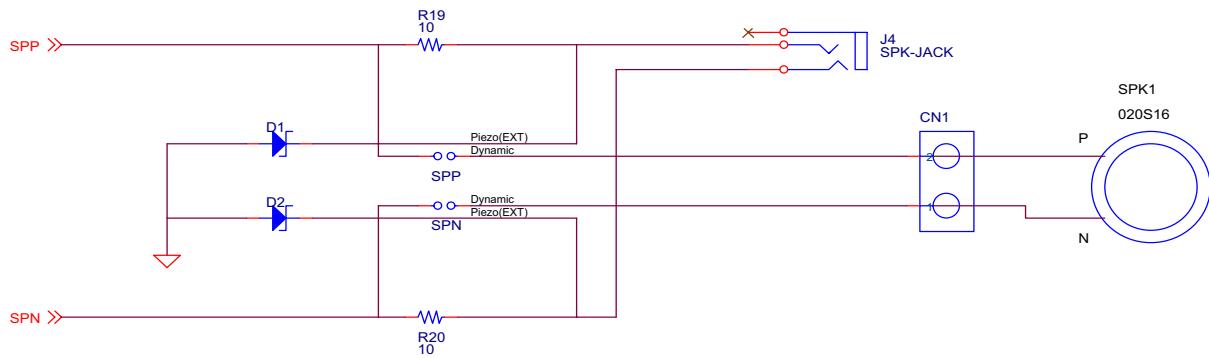 R19
10
SPP
J4
SPK-JACK
SPK1
020S16
CN1
D1
Piezo(EXT)
Dynamic
P
2
SPP
D2
Dynamic
1
Piezo(EXT)
SPN
N
SPN
R20
10